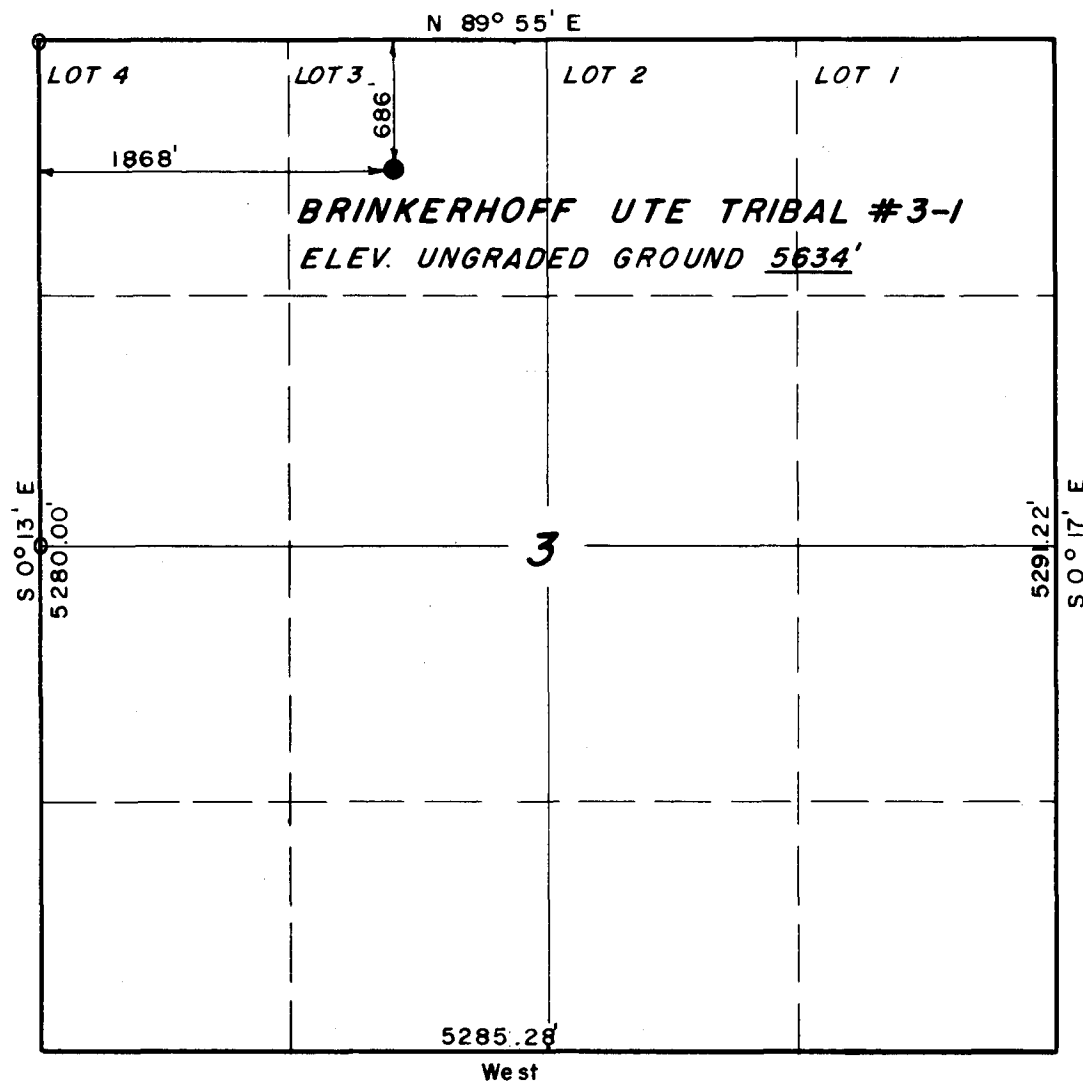 N 89° 55' E
LOT 4
LOT 3
LOT 2
LOT 1
686'
1868'
BRINKERHOFF UTE TRIBAL #3-1
ELEV. UNGRADED GROUND 5634'
S 0° 13' E
5280.00'
3
5291.22'
S 0° 17' E
5285.28'
West